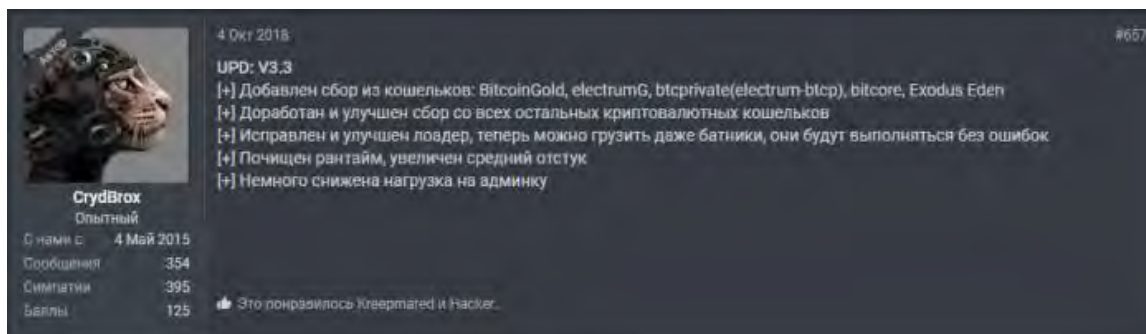 Автор
CrydBrox
Опытный
С нами с 4 Май 2015
Сообщения 354
Симпатии 395
Баллы 125
4 Окт 2018 #657
UPD: V3.3
[+] Добавлен сбор из кошельков: BitcoinGold, electrumG, btcprivate(electrum-btcp), bitcore, Exodus Eden
[+] Доработан и улучшен сбор со всех остальных криптовалютных кошельков
[+] Исправлен и улучшен лоадер, теперь можно грузить даже батники, они будут выполняться без ошибок
[+] Почищен рантайм, увеличен средний отстук
[+] Немного снижена нагрузка на админку
Это понравилось Kreepmared и Hacker..